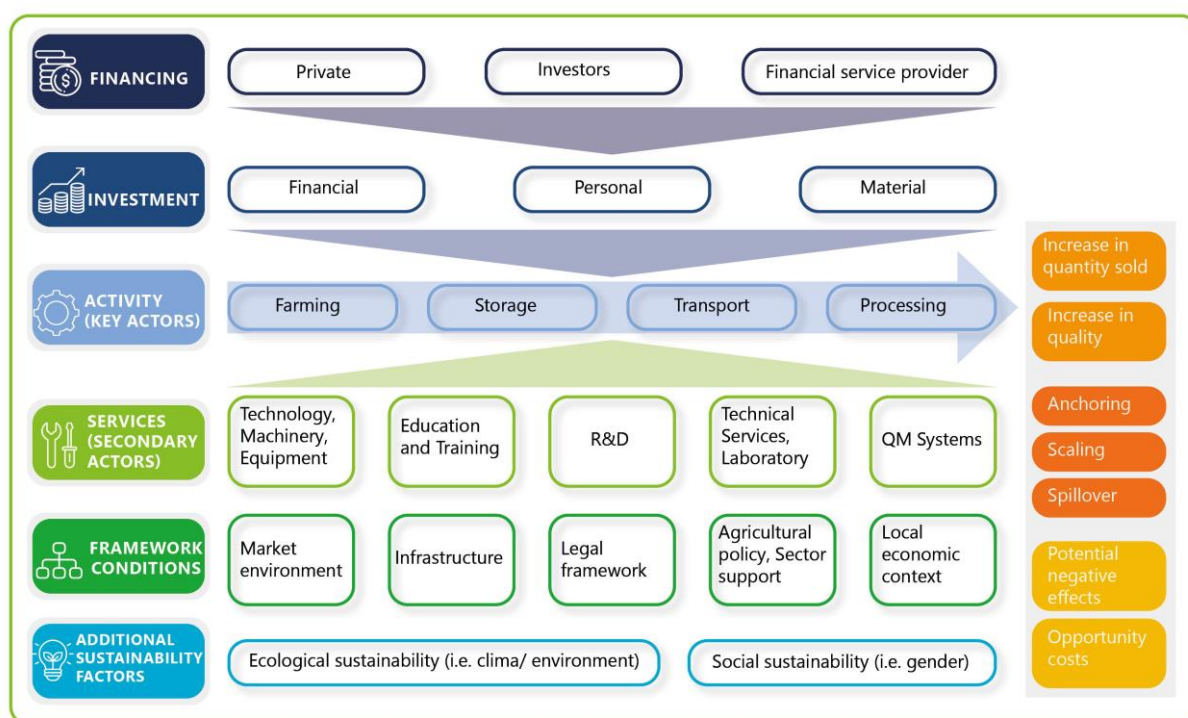 FINANCING
Private
Investors
Financial service provider
INVESTMENT
Financial
Personal
Material
ACTIVITY
(KEY ACTORS)
Farming
Storage
Transport
Processing
SERVICES
(SECONDARY
ACTORS)
Technology,
Machinery,
Equipment
Education
and Training
R&D
Technical
Services,
Laboratory
QM Systems
FRAMEWORK
CONDITIONS
Market
environment
Infrastructure
Legal
framework
Agricultural
policy, Sector
support
Local
economic
context
ADDITIONAL
SUSTAINABILITY
FACTORS
Ecological sustainability (i.e. clima/ environment)
Social sustainability (i.e. gender)
Increase in
quantity sold
Increase in
quality
Anchoring
Scaling
Spillover
Potential
negative
effects
Opportunity
costs